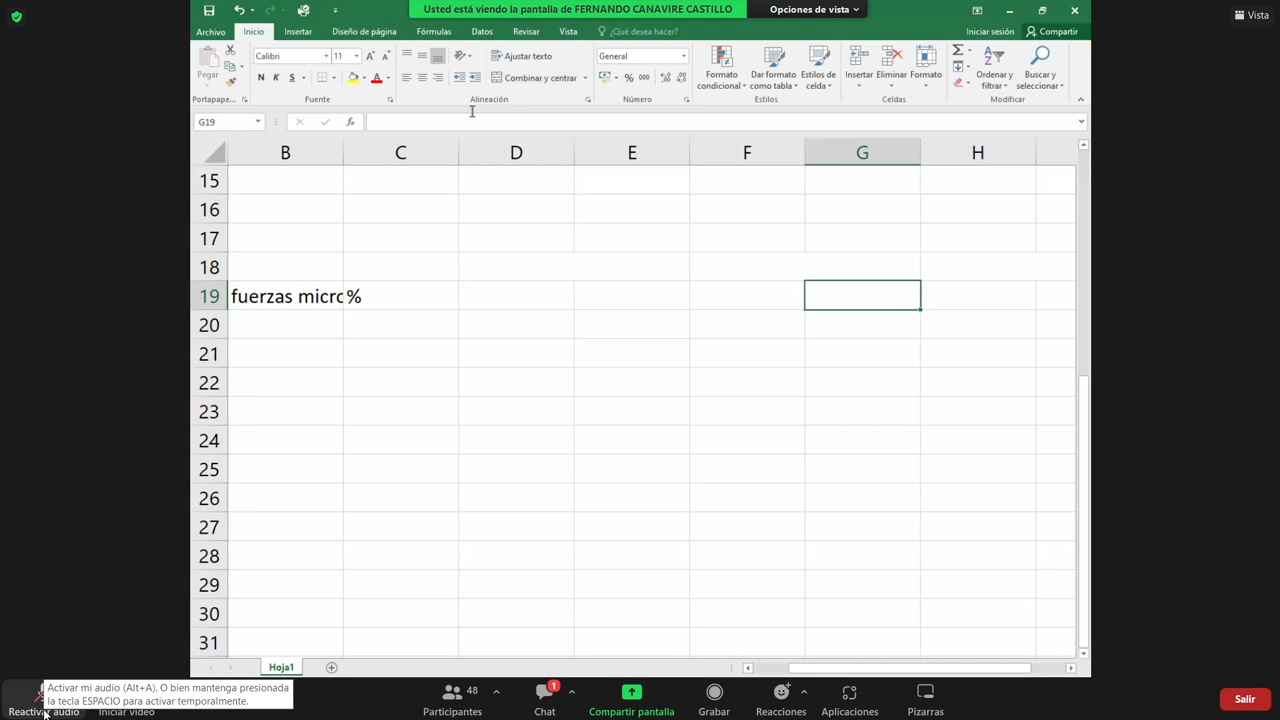 Usted está viendo la pantalla de FERNANDO CANAVIRE CASTILLO
Opciones de vista
Vista
Archivo Inicio Insertar Diseño de página Fórmulas Datos Revisar Vista ¿Qué desea hacer? Iniciar sesión Compartir
Pegar
Calibri 11
N K S
A A
A
Ajustar texto
Combinar y centrar
General
% 000
Formato condicional
Dar formato como tabla
Estilos de celda
Insertar
Eliminar
Formato
Ordenar y filtrar
Buscar y seleccionar
Portapape... Fuente Alineación Número Estilos Celdas Modificar
G19 fx
B C D E F G H
15
16
17
18
19 fuerzas micro %
20
21
22
23
24
25
26
27
28
29
30
31
Hoja1
Activar mi audio (Alt+A). O bien mantenga presionada
la tecla ESPACIO para activar temporalmente.
48
1
Reactivar audio Iniciar video Participantes Chat Compartir pantalla Grabar Reacciones Aplicaciones Pizarras Salir